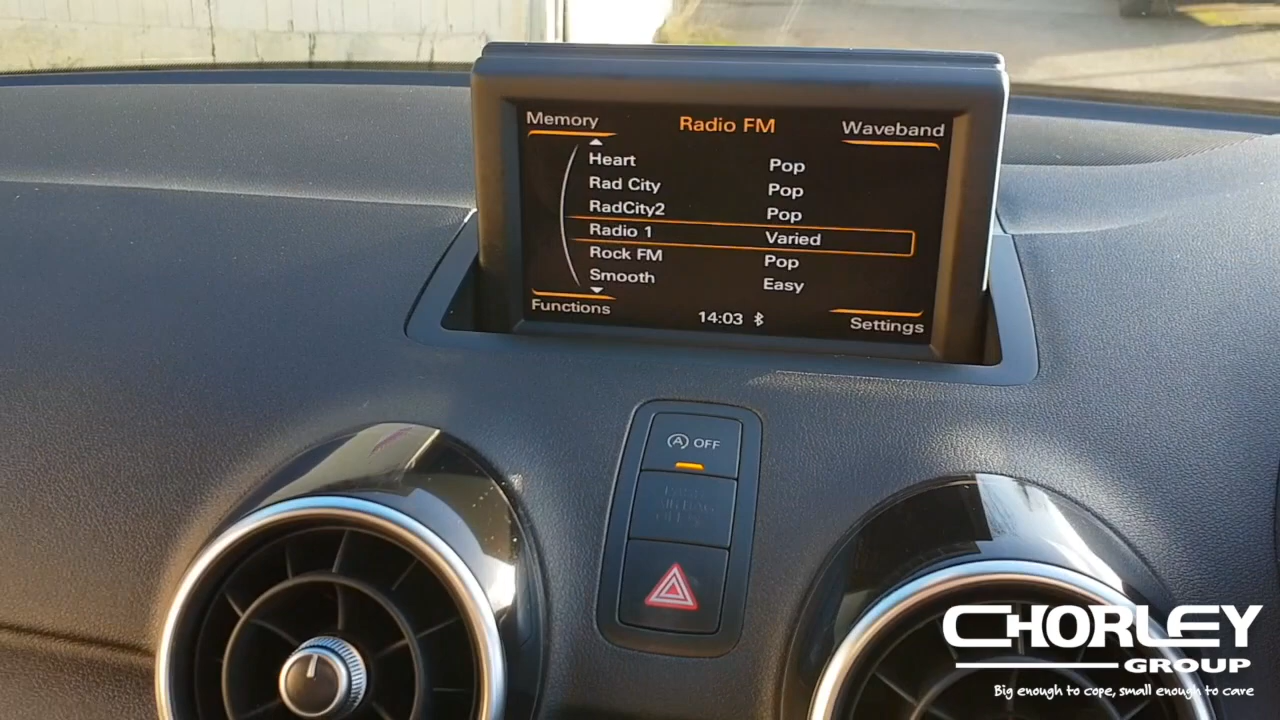 Memory Radio FM Waveband
Heart Pop
Rad City Pop
RadCity2 Pop
Radio 1 Varied
Rock FM Pop
Smooth Easy
Functions 14:03 Settings
A OFF
CHORLEY
GROUP
Big enough to cope, small enough to care